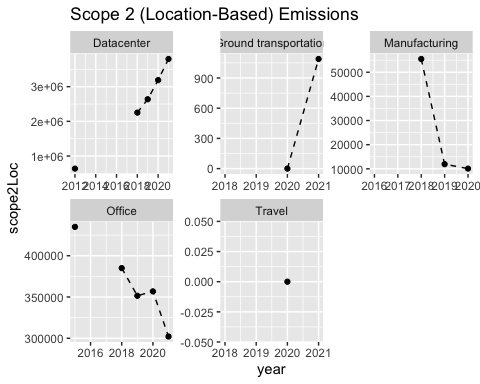 Scope 2 (Location-Based) Emissions
Datacenter
Ground transportation
Manufacturing
3e+06
2e+06
1e+06
2012 2014 2016 2018 2020
900
600
300
0
2018 2019 2020 2021
50000
40000
30000
20000
10000
2016 2017 2018 2019 2020
scope2Loc
Office
Travel
400000
350000
300000
2016 2018 2020
0.050
0.025
0.000
-0.025
-0.050
2018 2019 2020 2021
year